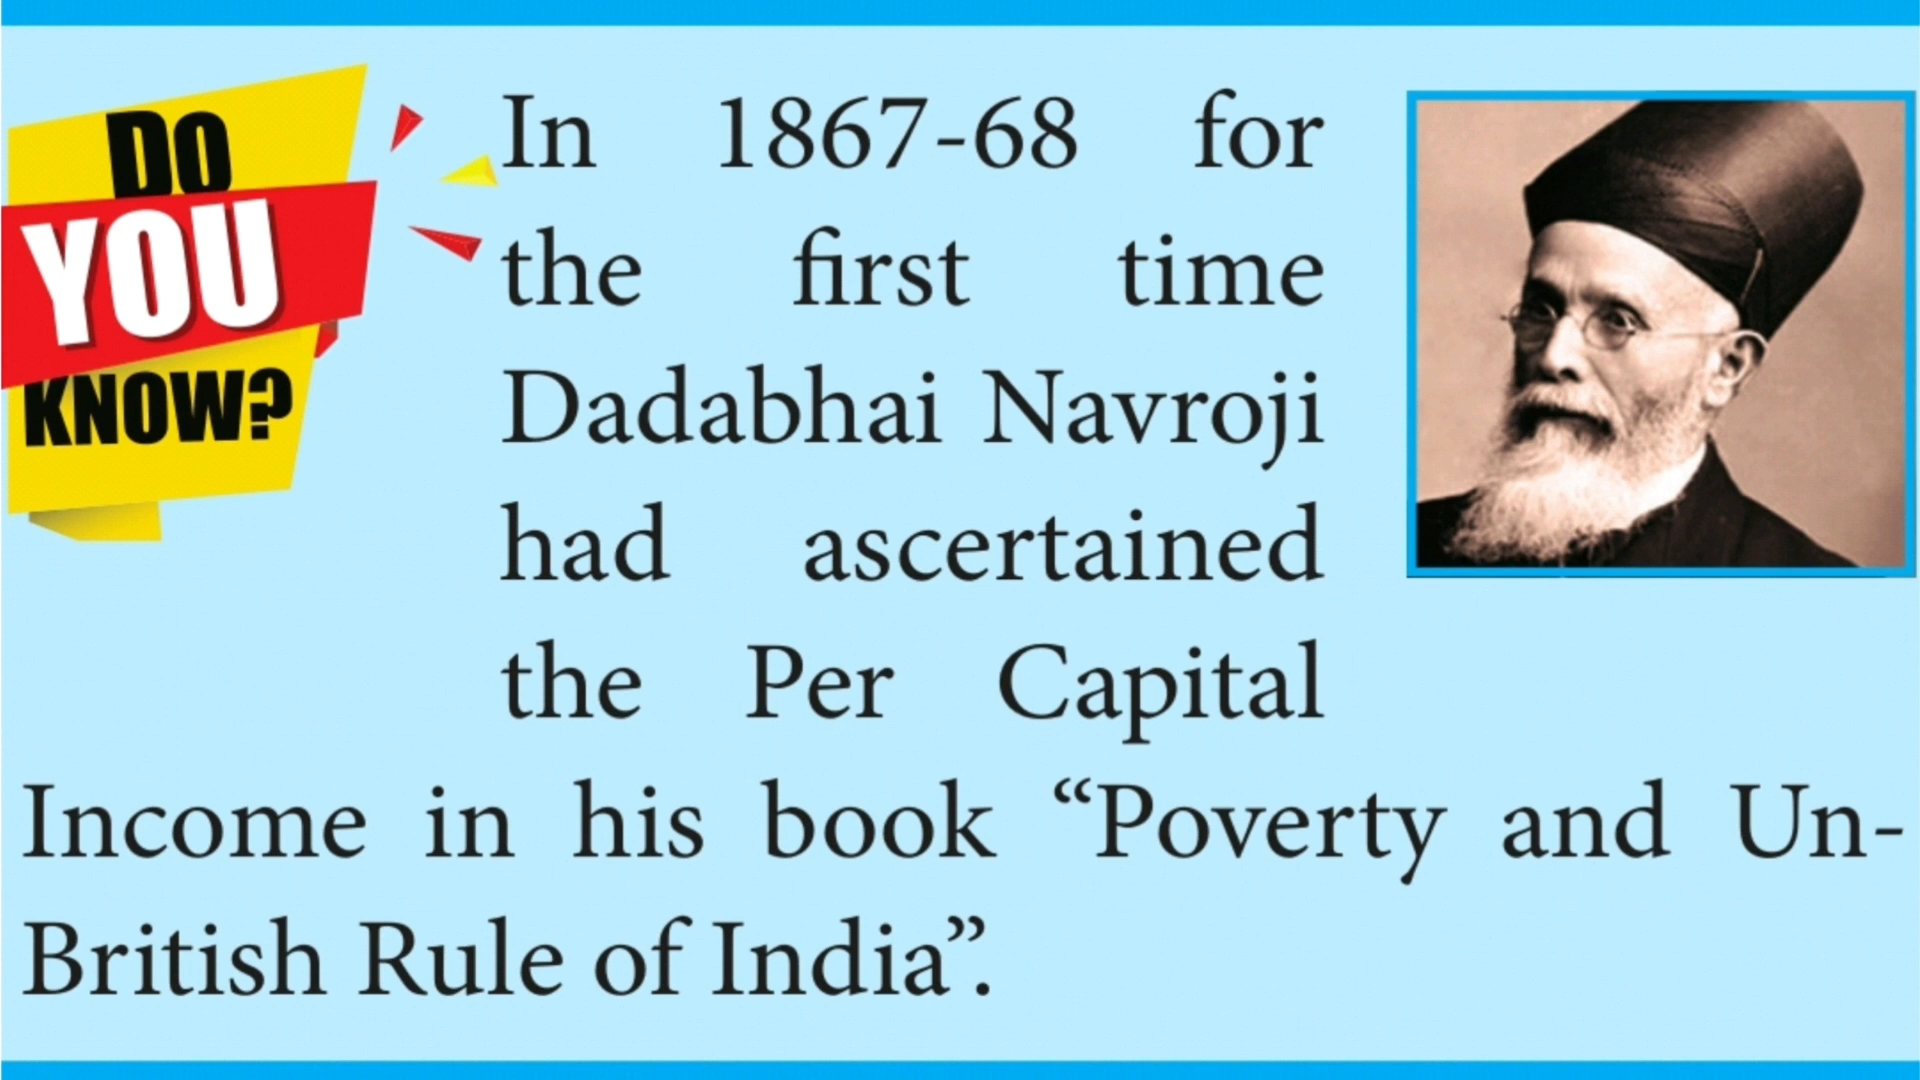 DO
YOU
KNOW?
In 1867-68 for
the first time
Dadabhai Navroji
had ascertained
the Per Capital
Income in his book “Poverty and Un-
British Rule of India”.